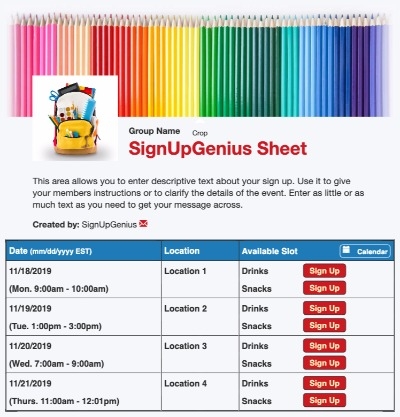 Group Name Crop
SignUpGenius Sheet
This area allows you to enter descriptive text about your sign up. Use it to give
your members instructions or to clarify the details of the event. Enter as little or as
much text as you need to get your message across.
Created by: SignUpGenius
Date (mm/dd/yyyy EST) Location Available Slot Calendar
11/18/2019 Location 1 Drinks Sign Up
(Mon. 9:00am - 10:00am) Snacks Sign Up
11/19/2019 Location 2 Drinks Sign Up
(Tue. 1:00pm - 3:00pm) Snacks Sign Up
11/20/2019 Location 3 Drinks Sign Up
(Wed. 7:00am - 9:00am) Snacks Sign Up
11/21/2019 Location 4 Drinks Sign Up
(Thurs. 11:00am - 12:01pm) Snacks Sign Up